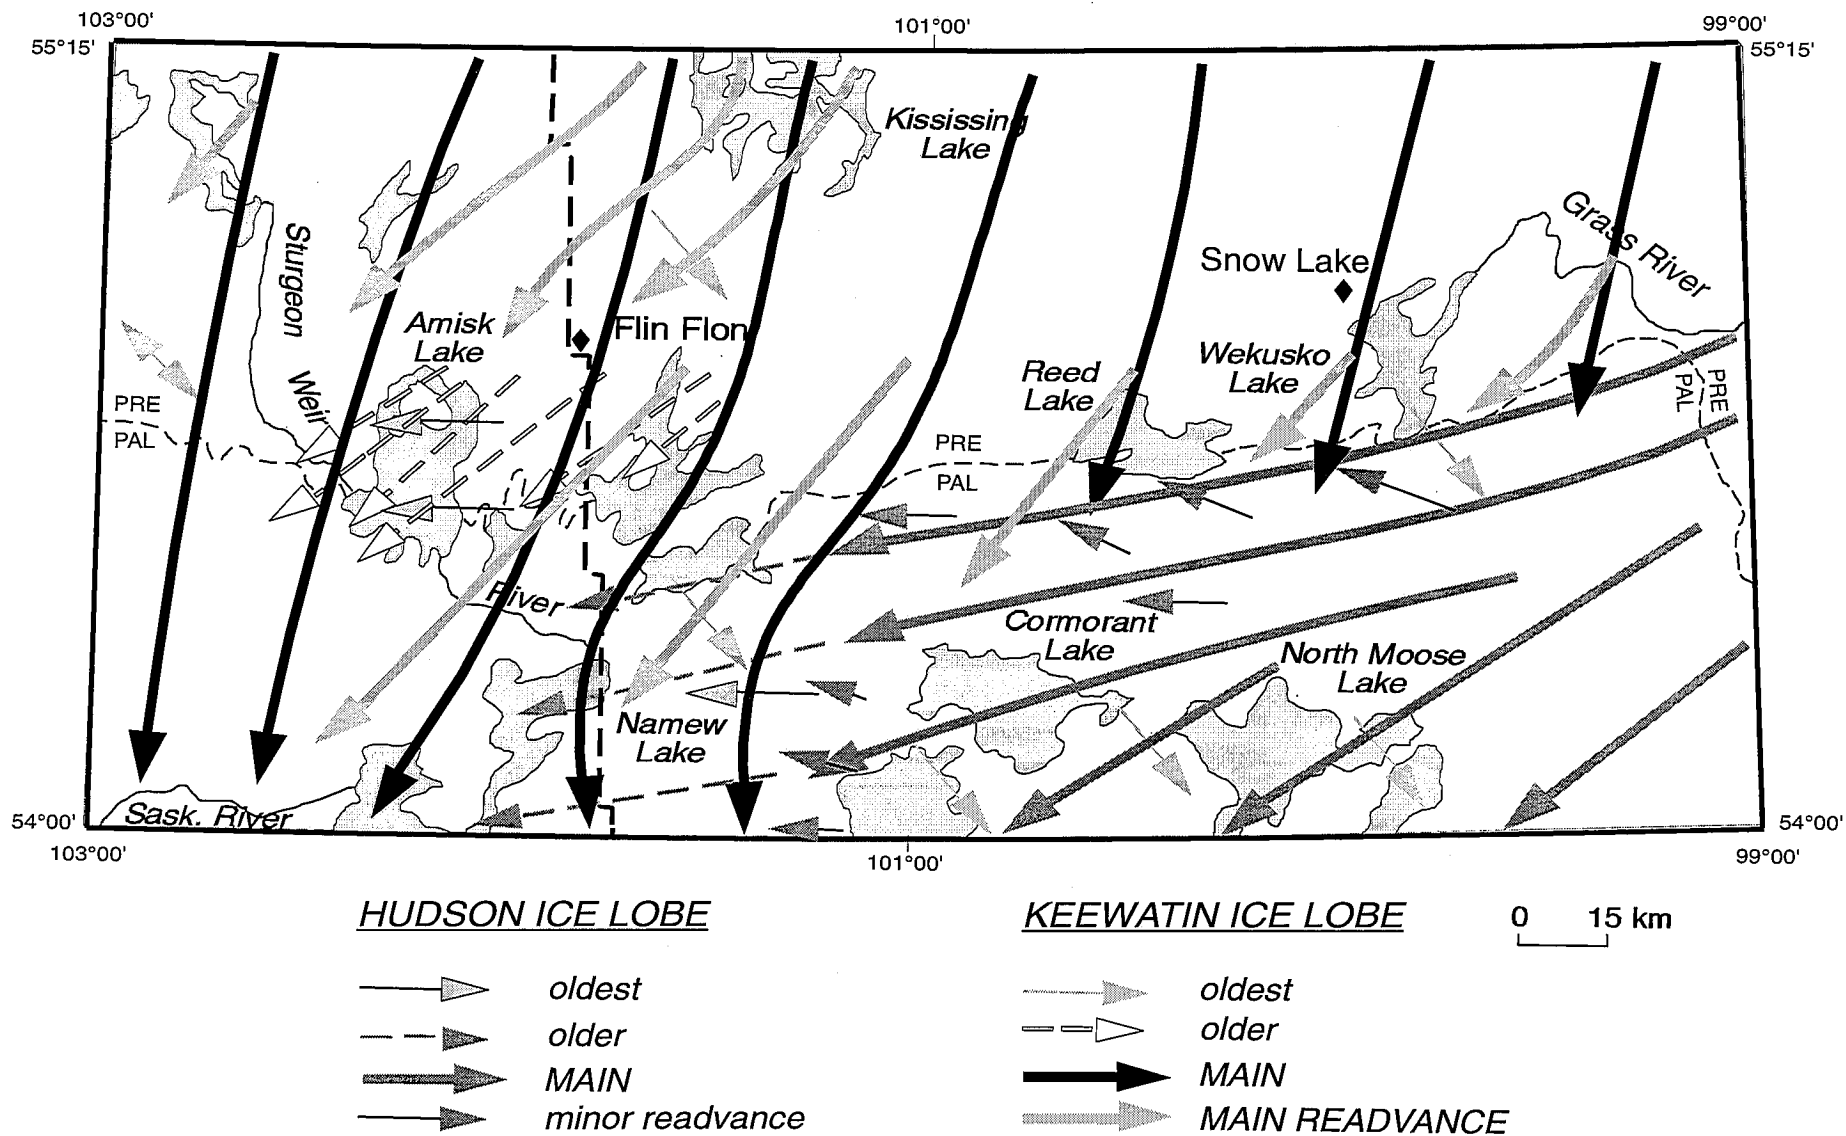 103°00'
101°00'
99°00'
55°15'
55°15'
Kississing
Lake
Grass River
Sturgeon
Snow Lake
Amisk
Lake
Flin Flon
Weir
Wekusko
Lake
Reed
Lake
PRE
PAL
PRE
PAL
PRE
PAL
River
Cormorant
Lake
North Moose
Lake
Namew
Lake
Sask. River
54°00'
54°00'
103°00'
101°00'
99°00'
HUDSON ICE LOBE
oldest
older
MAIN
minor readvance
KEEWATIN ICE LOBE
oldest
older
MAIN
MAIN READVANCE
0 15 km